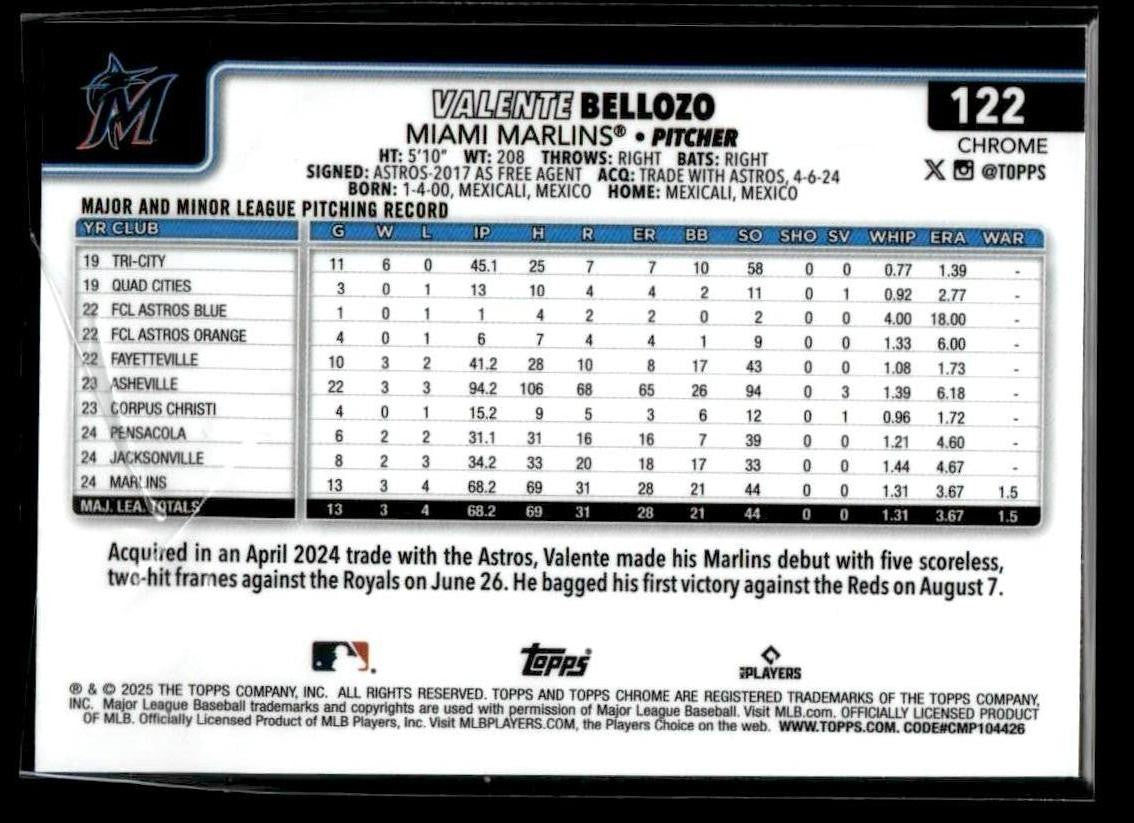 M
VALENTE BELLOZO
122
MIAMI MARLINS® • PITCHER
CHROME
HT: 5'10" WT: 208 THROWS: RIGHT BATS: RIGHT
SIGNED: ASTROS-2017 AS FREE AGENT ACQ: TRADE WITH ASTROS, 4-6-24
X @TOPPS
BORN: 1-4-00, MEXICALI, MEXICO HOME: MEXICALI, MEXICO
MAJOR AND MINOR LEAGUE PITCHING RECORD
YR CLUB G W L IP H R ER BB SO SHO SV WHIP ERA WAR
19 TRI-CITY 11 6 0 45.1 25 7 7 10 58 0 0 0.77 1.39 -
19 QUAD CITIES 3 0 1 13 10 4 4 2 11 0 1 0.92 2.77 -
22 FCL ASTROS BLUE 1 0 1 1 4 2 2 0 2 0 0 4.00 18.00 -
22 FCL ASTROS ORANGE 4 0 1 6 7 4 4 1 9 0 0 1.33 6.00 -
22 FAYETTEVILLE 10 3 2 41.2 28 10 8 17 43 0 0 1.08 1.73 -
23 ASHEVILLE 22 3 3 94.2 106 68 65 26 94 0 3 1.39 6.18 -
23 CORPUS CHRISTI 4 0 1 15.2 9 5 3 6 12 0 1 0.96 1.72 -
24 PENSACOLA 6 2 2 31.1 31 16 16 7 39 0 0 1.21 4.60 -
24 JACKSONVILLE 8 2 3 34.2 33 20 18 17 33 0 0 1.44 4.67 -
24 MARLINS 13 3 4 68.2 69 31 28 21 44 0 0 1.31 3.67 1.5
MAJ. LEA. TOTALS 13 3 4 68.2 69 31 28 21 44 0 0 1.31 3.67 1.5
Acquired in an April 2024 trade with the Astros, Valente made his Marlins debut with five scoreless,
two-hit frames against the Royals on June 26. He bagged his first victory against the Reds on August 7.
Topps
MLBPLAYERS
® & © 2025 THE TOPPS COMPANY, INC. ALL RIGHTS RESERVED. TOPPS AND TOPPS CHROME ARE REGISTERED TRADEMARKS OF THE TOPPS COMPANY,
INC. Major League Baseball trademarks and copyrights are used with permission of Major League Baseball. Visit MLB.com. OFFICIALLY LICENSED PRODUCT
OF MLB. Officially Licensed Product of MLB Players, Inc. Visit MLBPLAYERS.COM, the Players Choice on the web. WWW.TOPPS.COM. CODE#CMP104426